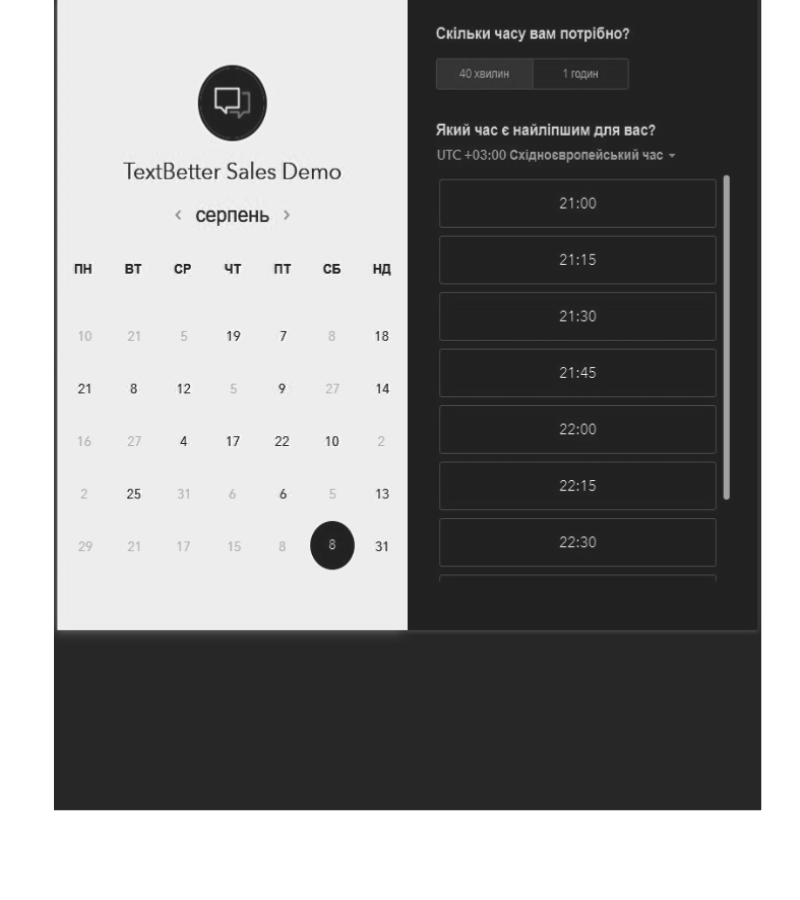 TextBetter Sales Demo
‹ серпень ›
ПН ВТ СР ЧТ ПТ СБ НД
10 21 5 19 7 8 18
21 8 12 5 9 27 14
16 27 4 17 22 10 2
2 25 31 6 6 5 13
29 21 17 15 8 8 31
Скільки часу вам потрібно?
40 хвилин 1 годин
Який час є найліпшим для вас?
UTC +03:00 Східноєвропейський час
21:00
21:15
21:30
21:45
22:00
22:15
22:30